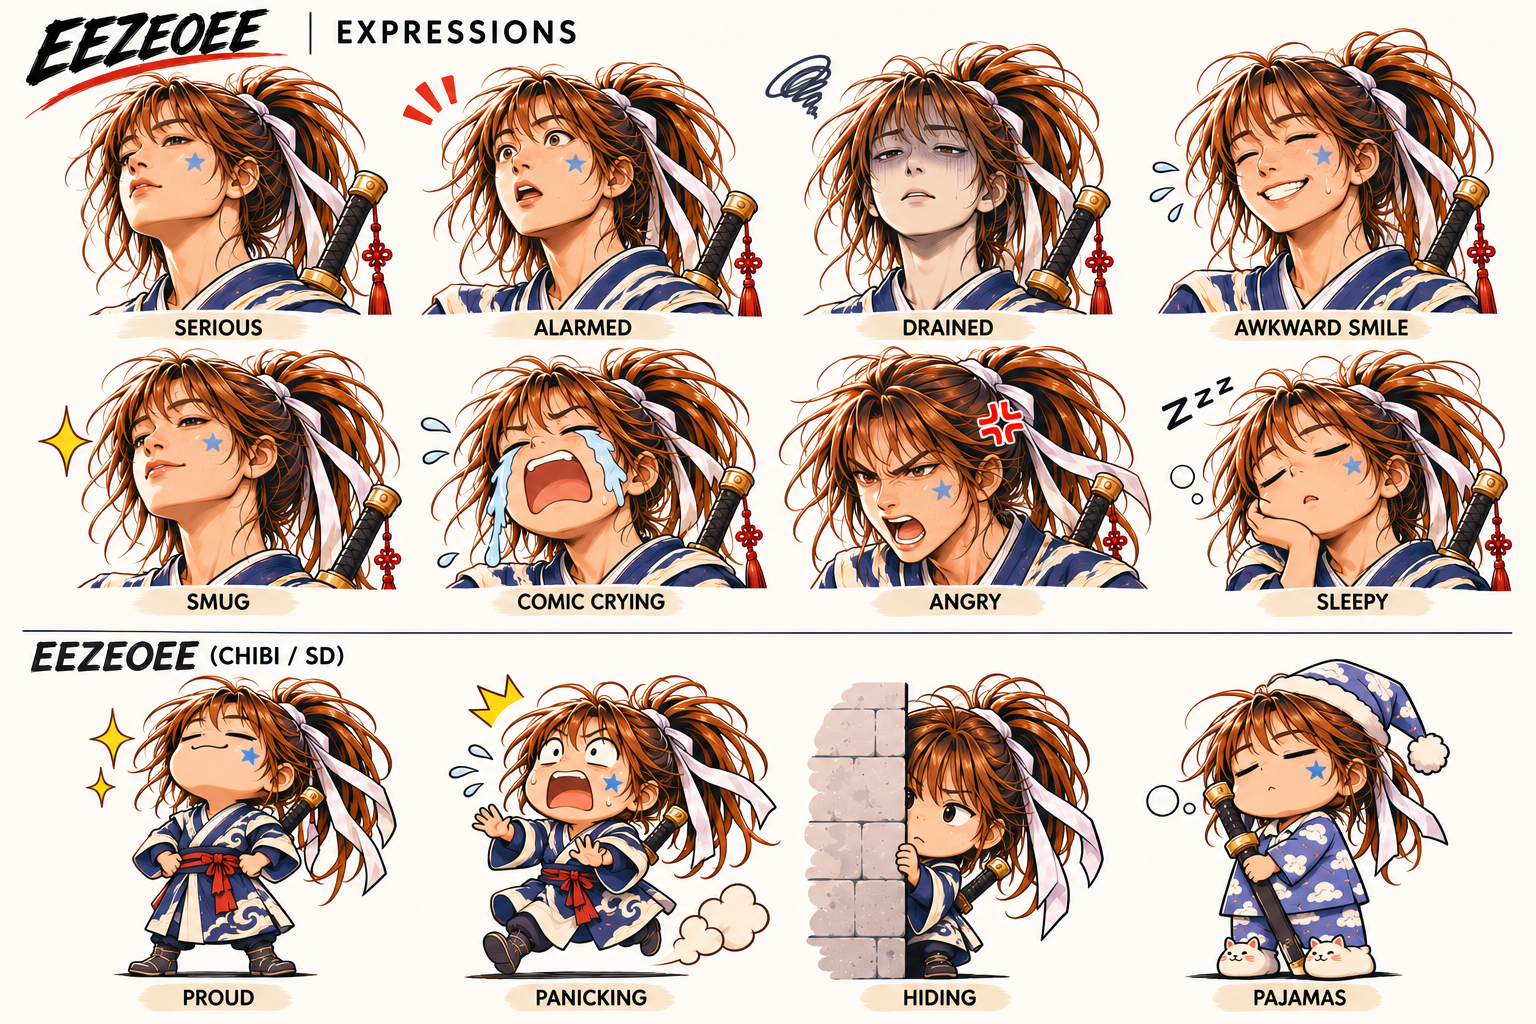 EEZEOEE | EXPRESSIONS
SERIOUS
ALARMED
DRAINED
AWKWARD SMILE
ZZZ
SMUG
COMIC CRYING
ANGRY
SLEEPY
EEZEOEE (CHIBI / SD)
PROUD
PANICKING
HIDING
PAJAMAS